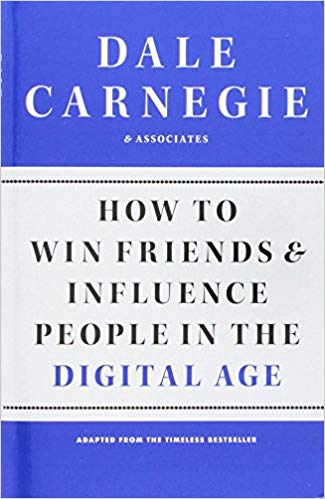 DALE
CARNEGIE
& ASSOCIATES
HOW TO
WIN FRIENDS &
INFLUENCE
PEOPLE IN THE
DIGITAL AGE
ADAPTED FROM THE TIMELESS BESTSELLER